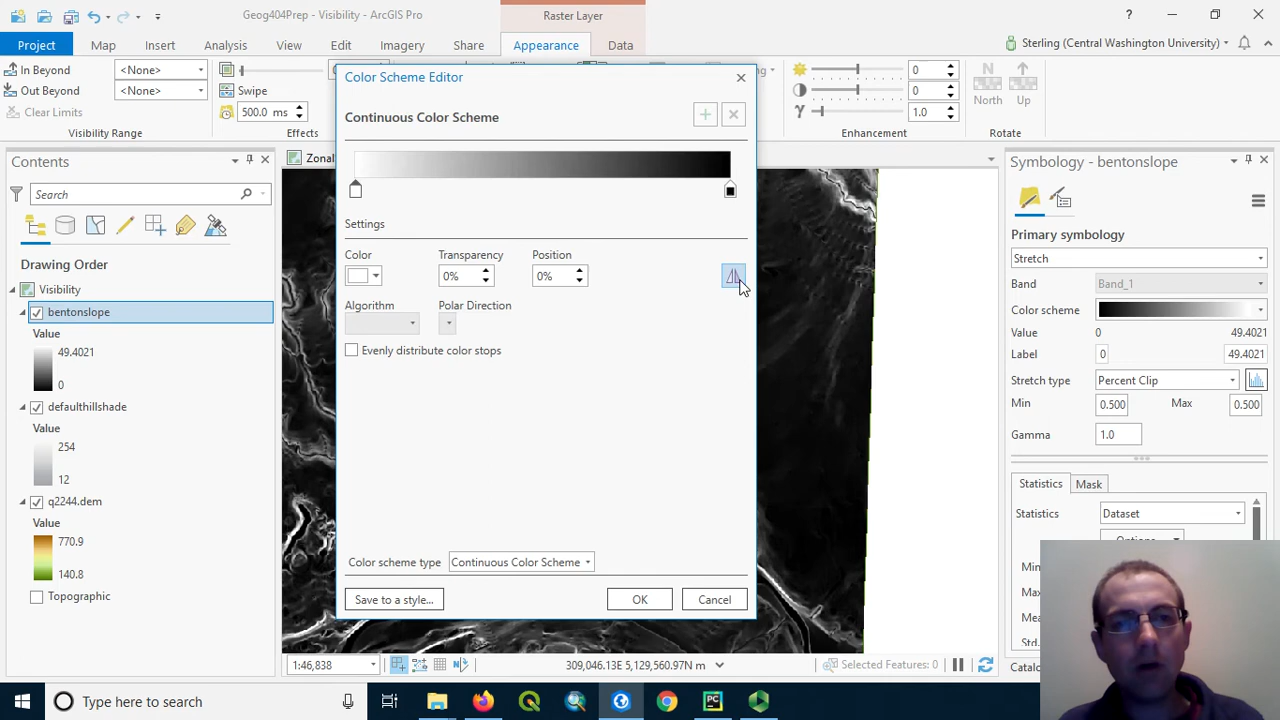 Geog404Prep - Visibility - ArcGIS Pro
Raster Layer
?
Project
Map
Insert
Analysis
View
Edit
Imagery
Share
Appearance
Data
Sterling (Central Washington University)
In Beyond
<None>
Out Beyond
<None>
Clear Limits
Visibility Range
Swipe
500.0 ms
Effects
0
0
1.0
Enhancement
North
Up
Rotate
Contents
Search
Drawing Order
Visibility
bentonslope
Value
49.4021
0
defaulthillshade
Value
254
12
q2244.dem
Value
770.9
140.8
Topographic
Color Scheme Editor
Continuous Color Scheme
Settings
Color
Transparency
Position
0%
0%
Algorithm
Polar Direction
Evenly distribute color stops
Color scheme type
Continuous Color Scheme
Save to a style...
OK
Cancel
1:46,838
309,046.13E 5,129,560.97N m
Selected Features: 0
Symbology - bentonslope
Primary symbology
Stretch
Band
Band_1
Color scheme
Value
0
49.4021
Label
0
49.4021
Stretch type
Percent Clip
Min
0.500
Max
0.500
Gamma
1.0
Statistics
Mask
Statistics
Dataset
Type here to search